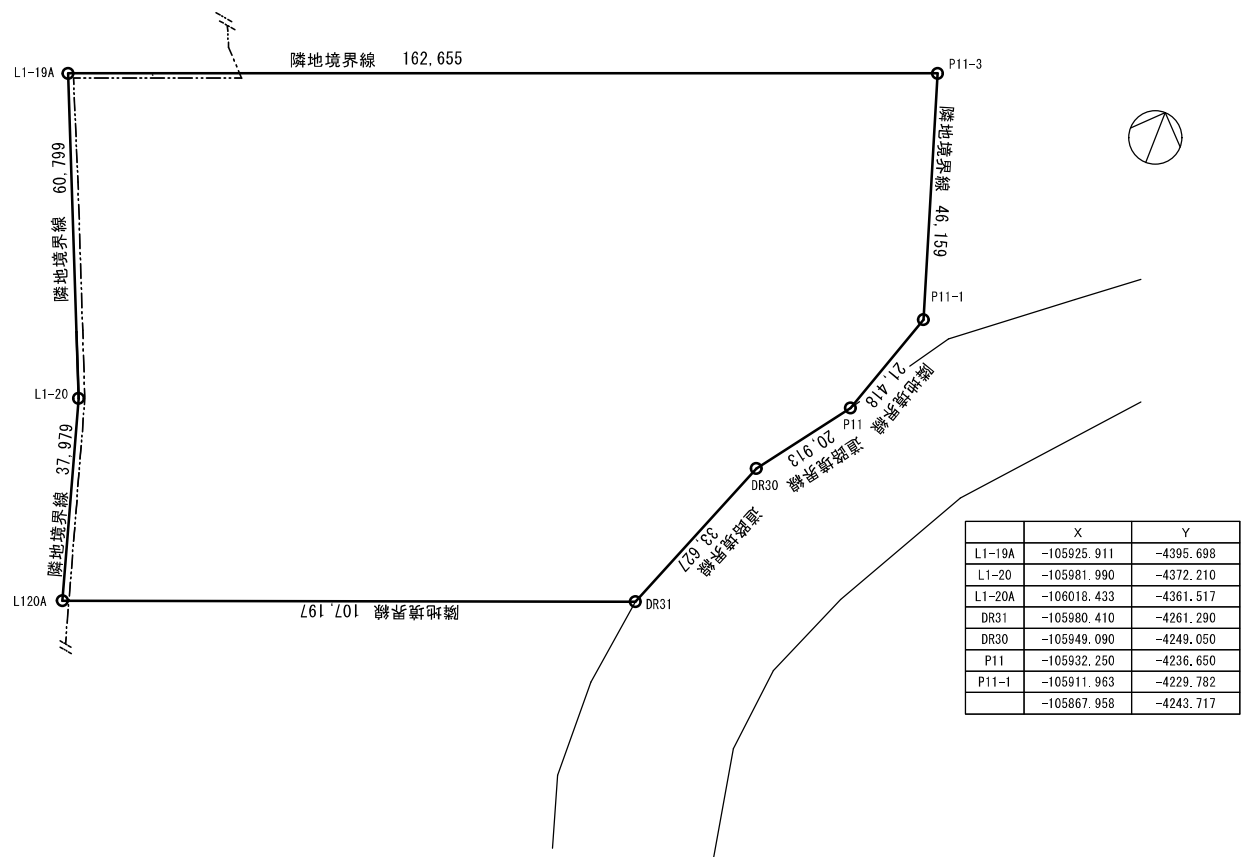 隣地境界線 162,655
L1-19A
P11-3
隣地境界線 60,799
隣地境界線 46,159
P11-1
L1-20
隣地境界線 21,418
P11
道路境界線 20,913
DR30
隣地境界線 37,979
道路境界線 33,627
L120A
隣地境界線 107,197
DR31
X Y
L1-19A -105925.911 -4395.698
L1-20 -105981.990 -4372.210
L1-20A -106018.433 -4361.517
DR31 -105980.410 -4261.290
DR30 -105949.090 -4249.050
P11 -105932.250 -4236.650
P11-1 -105911.963 -4229.782
-105867.958 -4243.717